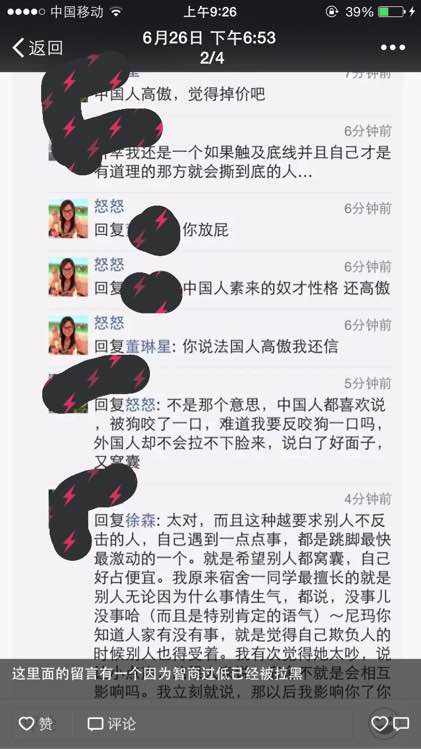 中国移动 上午9:26 39%
返回 6月26日 下午6:53
2/4
7分钟前
中国人高傲，觉得掉价吧
6分钟前
我还是一个如果触及底线并且自己才是
有道理的那方就会撕到底的人...
怒怒 6分钟前
回复 你放屁
怒怒 6分钟前
回复 中国人素来的奴才性格 还高傲
怒怒 6分钟前
回复董琳星: 你说法国人高傲我还信
5分钟前
回复怒怒: 不是那个意思，中国人都喜欢说
，被狗咬了一口，难道我要反咬狗一口吗，
外国人却不会拉不下脸来，说白了好面子，
又窝囊
4分钟前
回复徐森: 太对，而且这种越要求别人不反
击的人，自己遇到一点点事，都是跳脚最快
最激动的一个。就是希望别人都窝囊，自己
好占便宜。我原来宿舍一同学最擅长的就是
别人无论因为什么事情生气，都说，没事儿
没事哈（而且是特别肯定的语气）～尼玛你
知道人家有没有事，就是觉得自己欺负人的
时候别人也得受着。我有次觉得她太吵，说
这里面的留言有一个因为智商过低已经被拉黑
不就是会相互
影响吗。我立刻就说，那以后我影响你了你
赞 评论